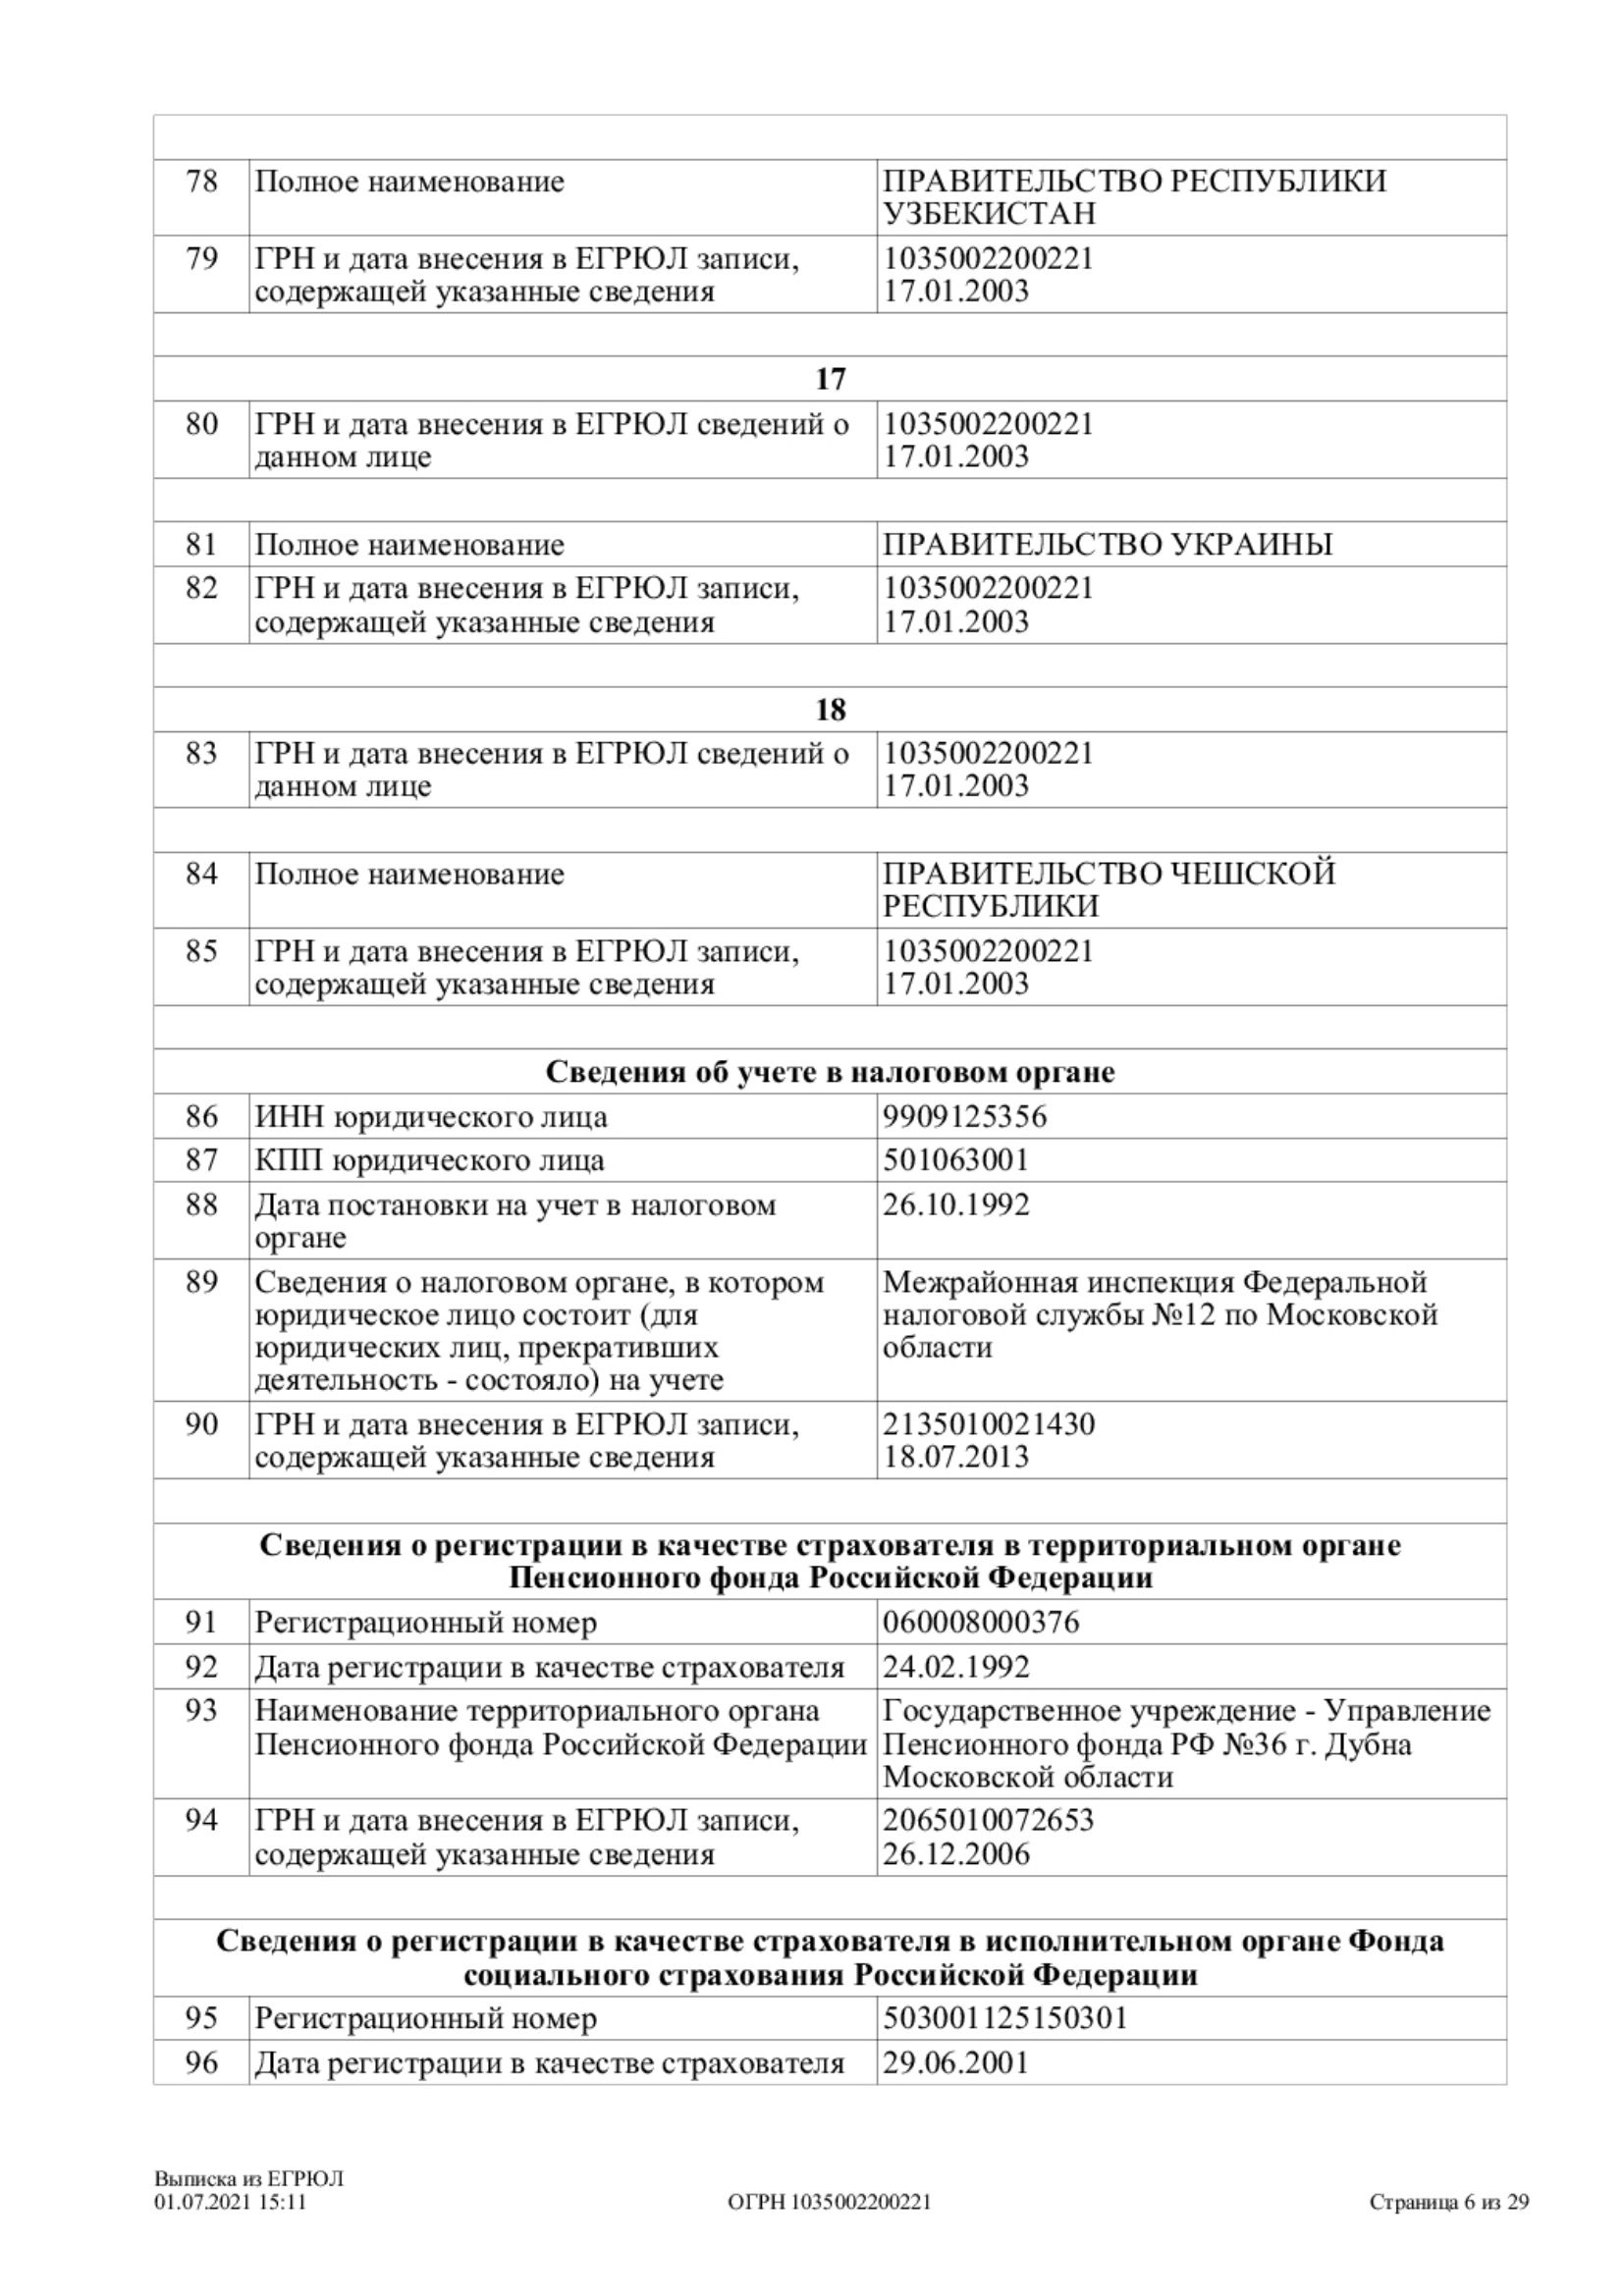 78 Полное наименование ПРАВИТЕЛЬСТВО РЕСПУБЛИКИ
УЗБЕКИСТАН
79 ГРН и дата внесения в ЕГРЮЛ записи, 1035002200221
содержащей указанные сведения 17.01.2003
17
80 ГРН и дата внесения в ЕГРЮЛ сведений о 1035002200221
данном лице 17.01.2003
81 Полное наименование ПРАВИТЕЛЬСТВО УКРАИНЫ
82 ГРН и дата внесения в ЕГРЮЛ записи, 1035002200221
содержащей указанные сведения 17.01.2003
18
83 ГРН и дата внесения в ЕГРЮЛ сведений о 1035002200221
данном лице 17.01.2003
84 Полное наименование ПРАВИТЕЛЬСТВО ЧЕШСКОЙ
РЕСПУБЛИКИ
85 ГРН и дата внесения в ЕГРЮЛ записи, 1035002200221
содержащей указанные сведения 17.01.2003
Сведения об учете в налоговом органе
86 ИНН юридического лица 9909125356
87 КПП юридического лица 501063001
88 Дата постановки на учет в налоговом 26.10.1992
органе
89 Сведения о налоговом органе, в котором Межрайонная инспекция Федеральной
юридическое лицо состоит (для налоговой службы №12 по Московской
юридических лиц, прекративших области
деятельность - состояло) на учете
90 ГРН и дата внесения в ЕГРЮЛ записи, 2135010021430
содержащей указанные сведения 18.07.2013
Сведения о регистрации в качестве страхователя в территориальном органе
Пенсионного фонда Российской Федерации
91 Регистрационный номер 060008000376
92 Дата регистрации в качестве страхователя 24.02.1992
93 Наименование территориального органа Государственное учреждение - Управление
Пенсионного фонда Российской Федерации Пенсионного фонда РФ №36 г. Дубна
Московской области
94 ГРН и дата внесения в ЕГРЮЛ записи, 2065010072653
содержащей указанные сведения 26.12.2006
Сведения о регистрации в качестве страхователя в исполнительном органе Фонда
социального страхования Российской Федерации
95 Регистрационный номер 503001125150301
96 Дата регистрации в качестве страхователя 29.06.2001
Выписка из ЕГРЮЛ
01.07.2021 15:11 ОГРН 1035002200221 Страница 6 из 29